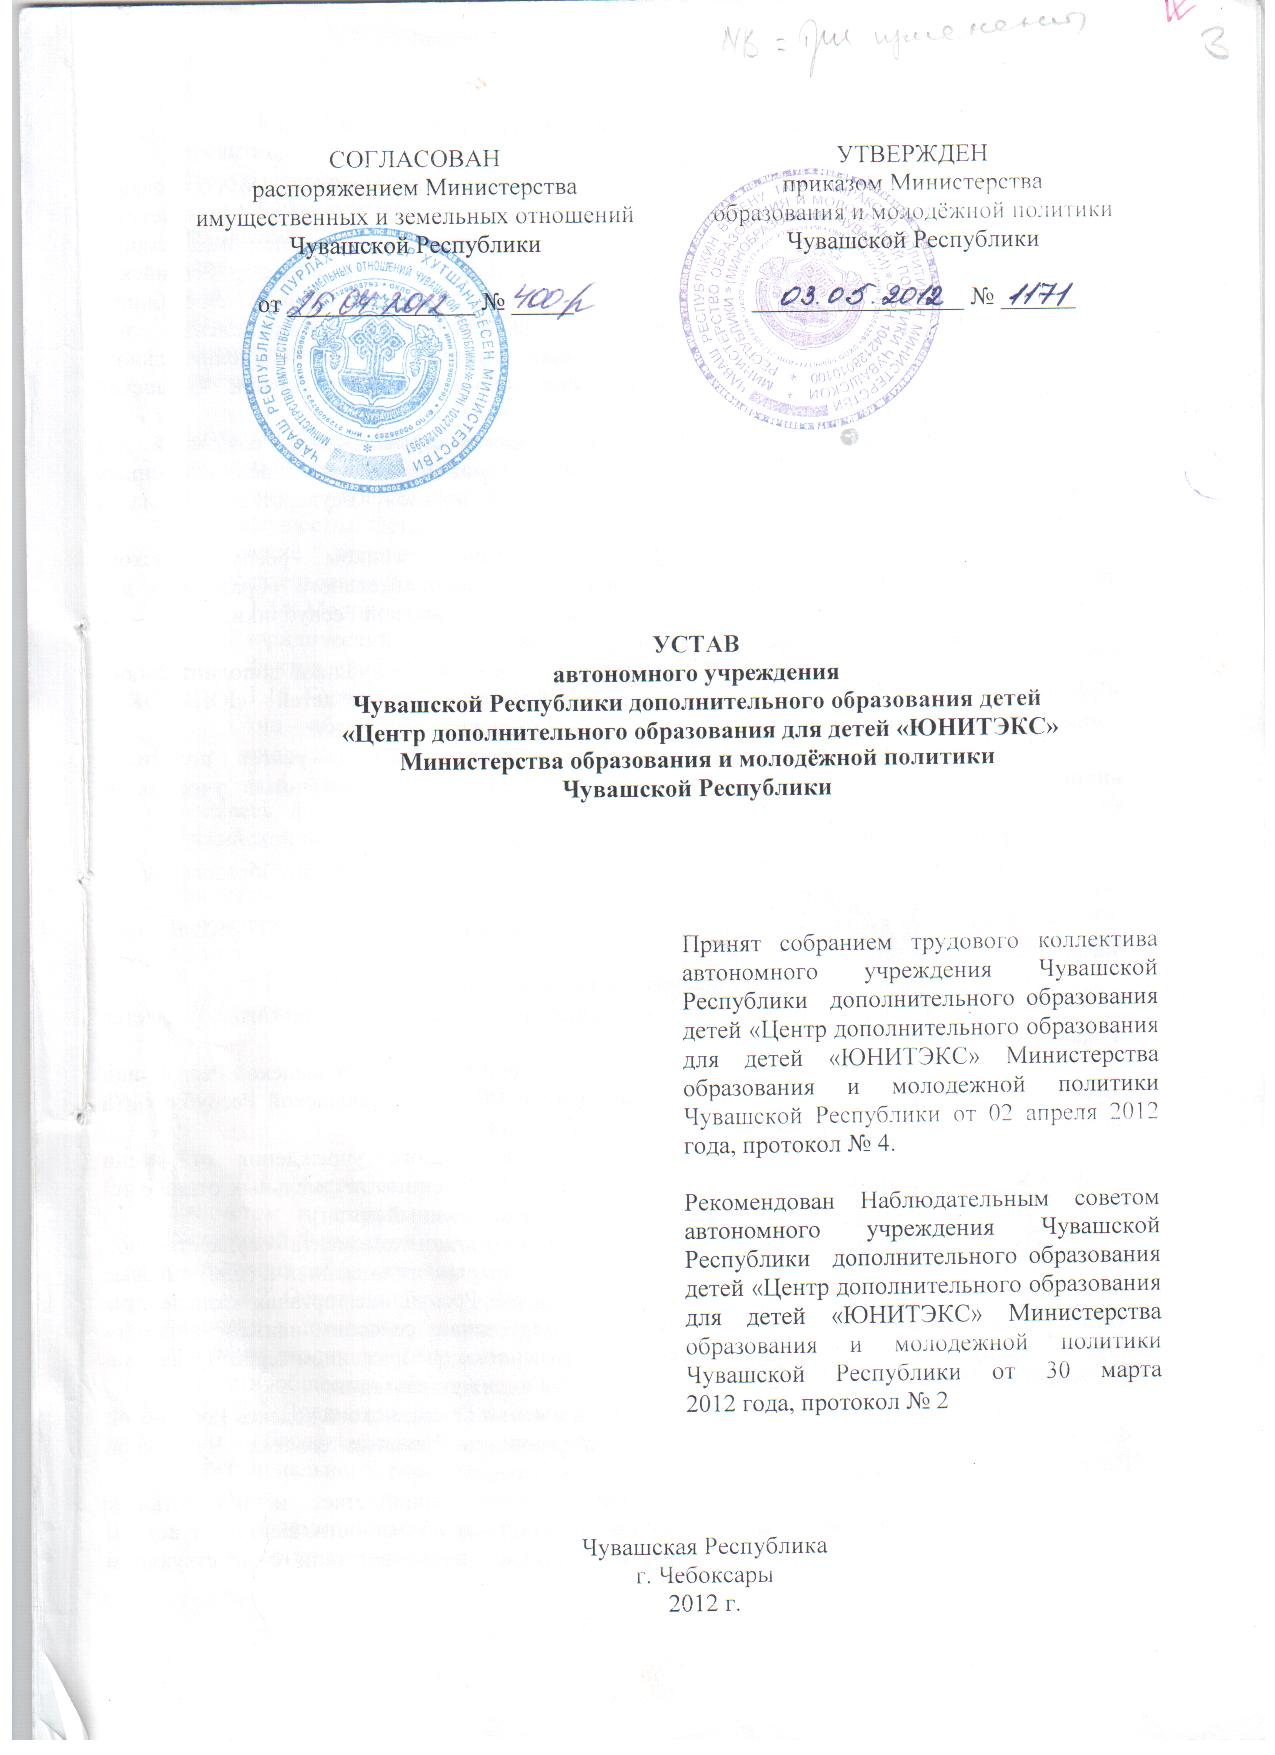 СОГЛАСОВАН
распоряжением Министерства
имущественных и земельных отношений
Чувашской Республики
от 25.04.2012 № 400р
УТВЕРЖДЕН
приказом Министерства
образования и молодёжной политики
Чувашской Республики
03.05.2012 № 1171
УСТАВ
автономного учреждения
Чувашской Республики дополнительного образования детей
«Центр дополнительного образования для детей «ЮНИТЭКС»
Министерства образования и молодёжной политики
Чувашской Республики
Принят собранием трудового коллектива
автономного учреждения Чувашской
Республики дополнительного образования
детей «Центр дополнительного образования
для детей «ЮНИТЭКС» Министерства
образования и молодежной политики
Чувашской Республики от 02 апреля 2012
года, протокол № 4.
Рекомендован Наблюдательным советом
автономного учреждения Чувашской
Республики дополнительного образования
детей «Центр дополнительного образования
для детей «ЮНИТЭКС» Министерства
образования и молодежной политики
Чувашской Республики от 30 марта
2012 года, протокол № 2
Чувашская Республика
г. Чебоксары
2012 г.